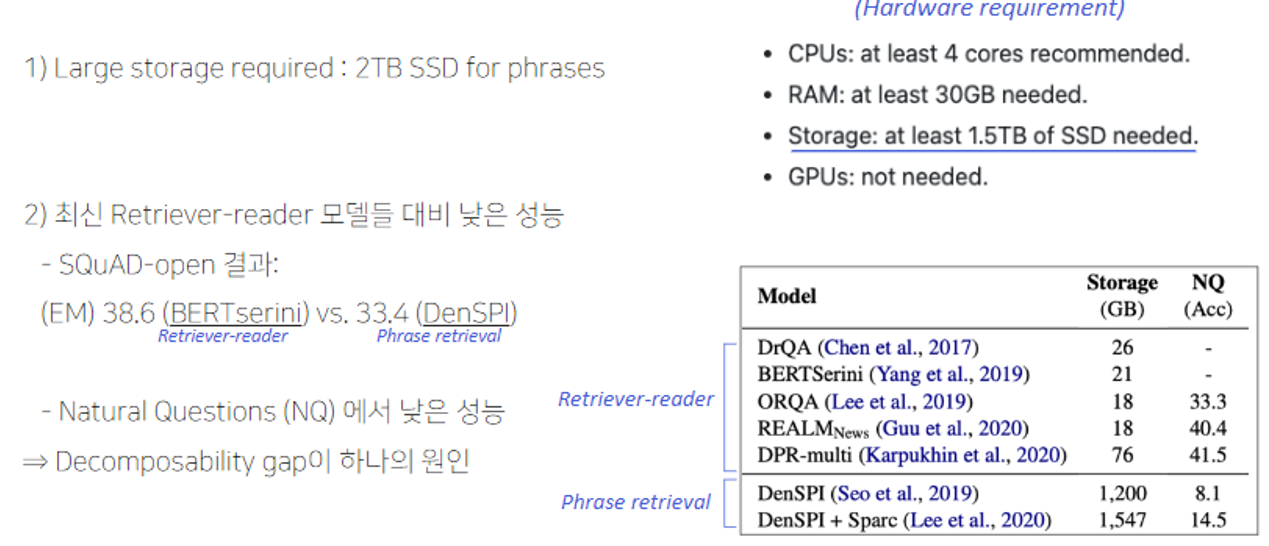 (Hardware requirement)
1) Large storage required : 2TB SSD for phrases
• CPUs: at least 4 cores recommended.
• RAM: at least 30GB needed.
• Storage: at least 1.5TB of SSD needed.
• GPUs: not needed.
2) 최신 Retriever-reader 모델들 대비 낮은 성능
- SQuAD-open 결과:
(EM) 38.6 (BERTserini) vs. 33.4 (DenSPI)
Retriever-reader Phrase retrieval
- Natural Questions (NQ) 에서 낮은 성능
⇒ Decomposability gap이 하나의 원인
Model Storage (GB) NQ (Acc)
Retriever-reader
DrQA (Chen et al., 2017) 26 -
BERTSerini (Yang et al., 2019) 21 -
ORQA (Lee et al., 2019) 18 33.3
REALMNews (Guu et al., 2020) 18 40.4
DPR-multi (Karpukhin et al., 2020) 76 41.5
Phrase retrieval
DenSPI (Seo et al., 2019) 1,200 8.1
DenSPI + Sparc (Lee et al., 2020) 1,547 14.5